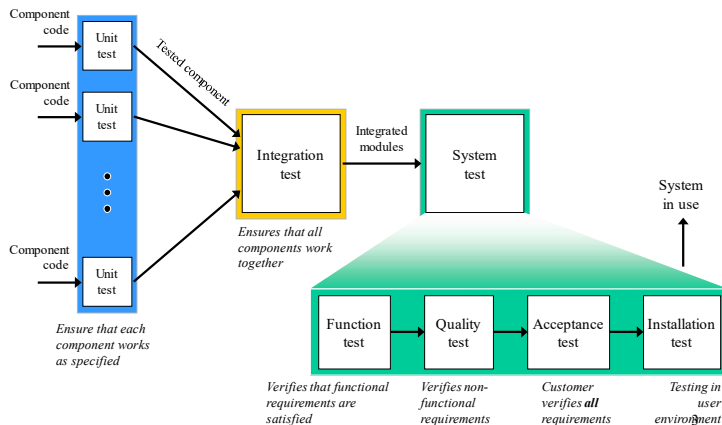 Component
code
Unit
test
Component
code
Unit
test
Component
code
Unit
test
Ensure that each
component works
as specified
Tested component
Integration
test
Ensures that all
components work
together
Integrated
modules
System
test
System
in use
Function
test
Quality
test
Acceptance
test
Installation
test
Verifies that functional
requirements are
satisfied
Verifies non-
functional
requirements
Customer
verifies all
requirements
Testing in
user
environment